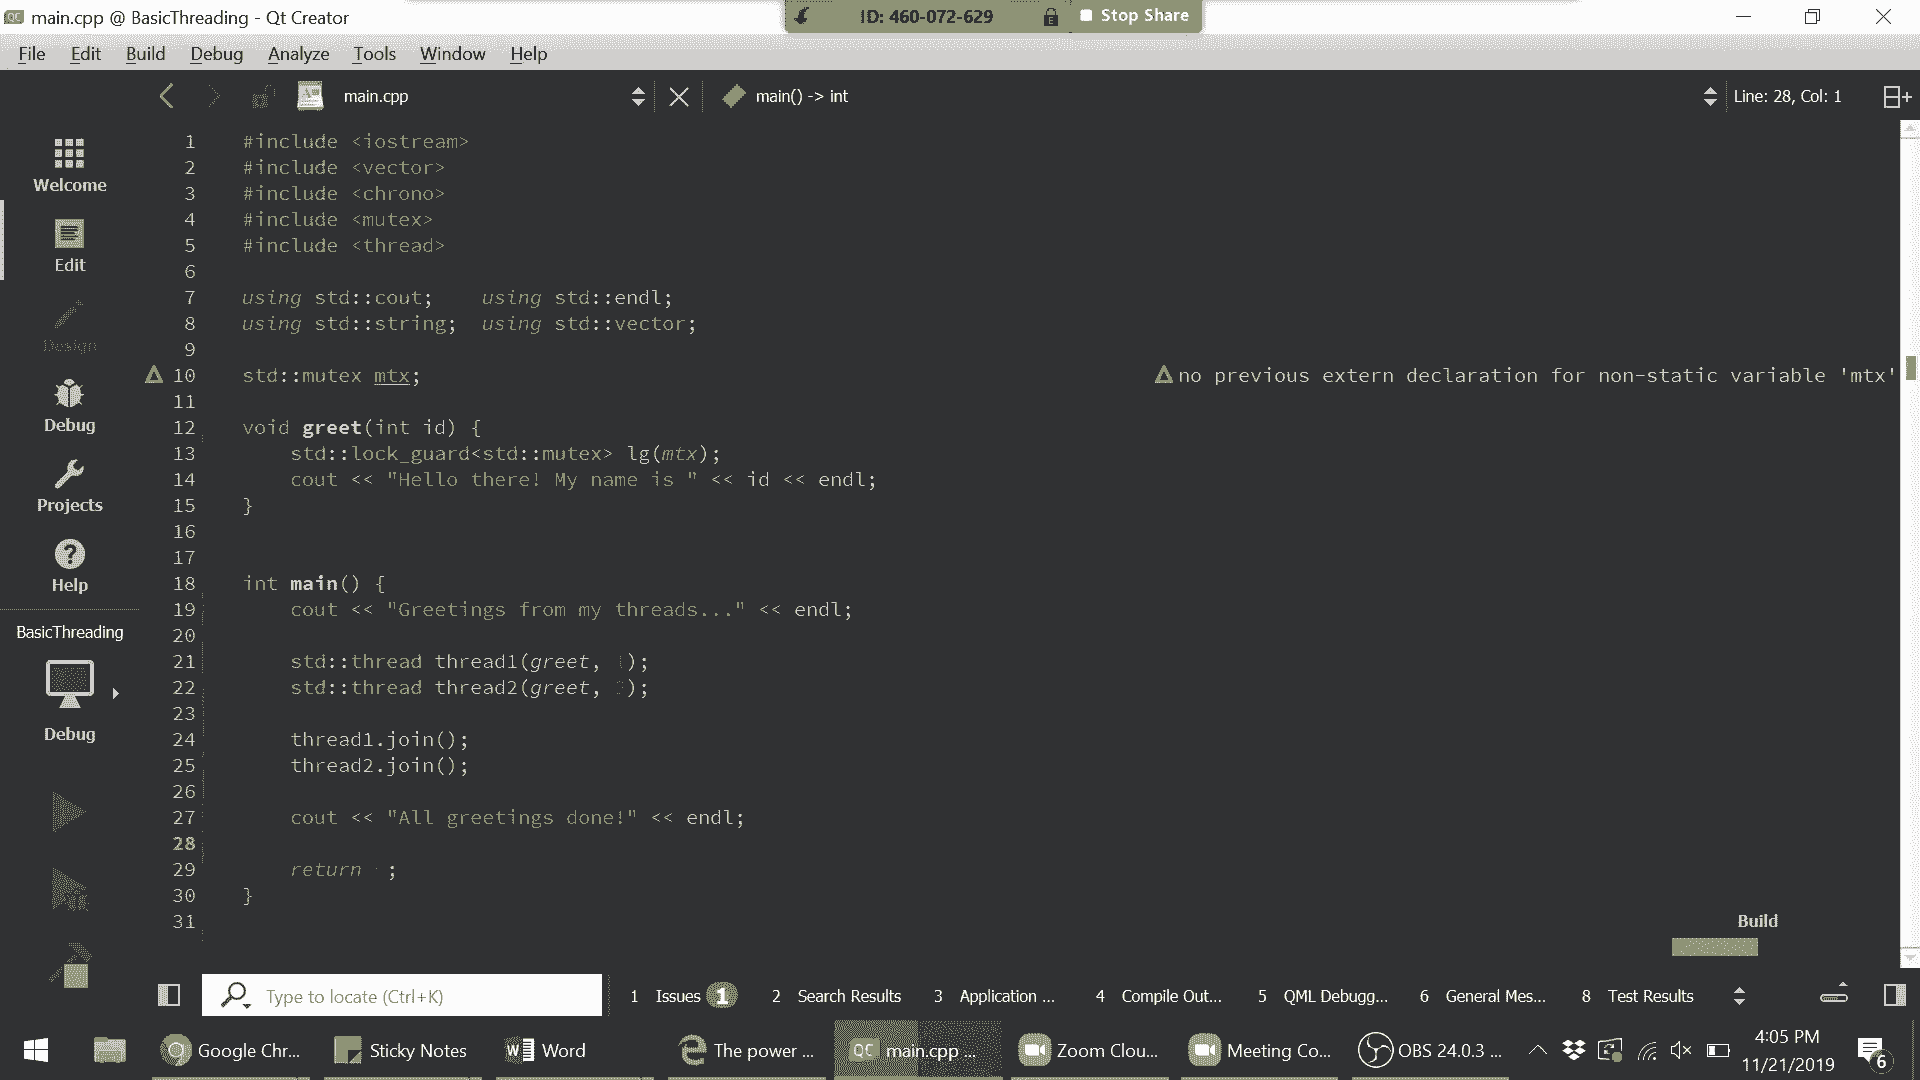 main.cpp @ BasicThreading - Qt Creator
ID: 460-072-629
Stop Share
File Edit Build Debug Analyze Tools Window Help
main.cpp
main() -> int
Line: 28, Col: 1
Welcome
Edit
Design
Debug
Projects
Help
BasicThreading
Debug
1 #include <iostream>
2 #include <vector>
3 #include <chrono>
4 #include <mutex>
5 #include <thread>
6
7 using std::cout; using std::endl;
8 using std::string; using std::vector;
9
10 std::mutex mtx; no previous extern declaration for non-static variable 'mtx'
11
12 void greet(int id) {
13 std::lock_guard<std::mutex> lg(mtx);
14 cout << "Hello there! My name is " << id << endl;
15 }
16
17
18 int main() {
19 cout << "Greetings from my threads..." << endl;
20
21 std::thread thread1(greet, );
22 std::thread thread2(greet, );
23
24 thread1.join();
25 thread2.join();
26
27 cout << "All greetings done!" << endl;
28
29 return ;
30 }
31
Build
Type to locate (Ctrl+K)
1 Issues 1 2 Search Results 3 Application ... 4 Compile Out... 5 QML Debugg... 6 General Mes... 8 Test Results
Google Chr... Sticky Notes Word The power ... main.cpp ... Zoom Clou... Meeting Co... OBS 24.0.3 ...
4:05 PM
11/21/2019
6